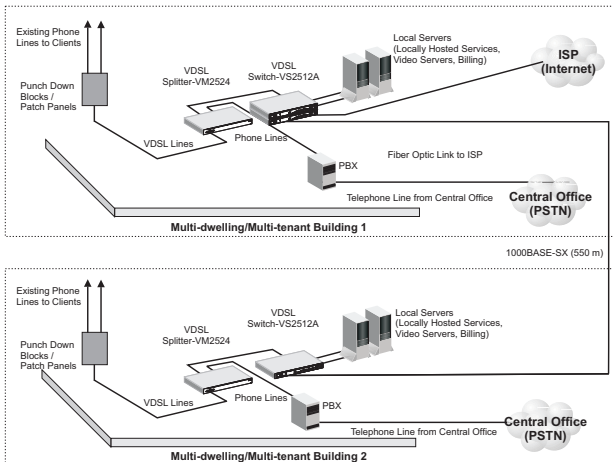 Existing Phone
Lines to Clients
Punch Down
Blocks /
Patch Panels
VDSL
Splitter-VM2524
VDSL
Switch-VS2512A
Local Servers
(Locally Hosted Services,
Video Servers, Billing)
ISP
(Internet)
VDSL Lines
Phone Lines
PBX
Fiber Optic Link to ISP
Telephone Line from Central Office
Central Office
(PSTN)
Multi-dwelling/Multi-tenant Building 1
1000BASE-SX (550 m)
Existing Phone
Lines to Clients
Punch Down
Blocks /
Patch Panels
VDSL
Splitter-VM2524
VDSL
Switch-VS2512A
Local Servers
(Locally Hosted Services,
Video Servers, Billing)
VDSL Lines
Phone Lines
PBX
Telephone Line from Central Office
Central Office
(PSTN)
Multi-dwelling/Multi-tenant Building 2